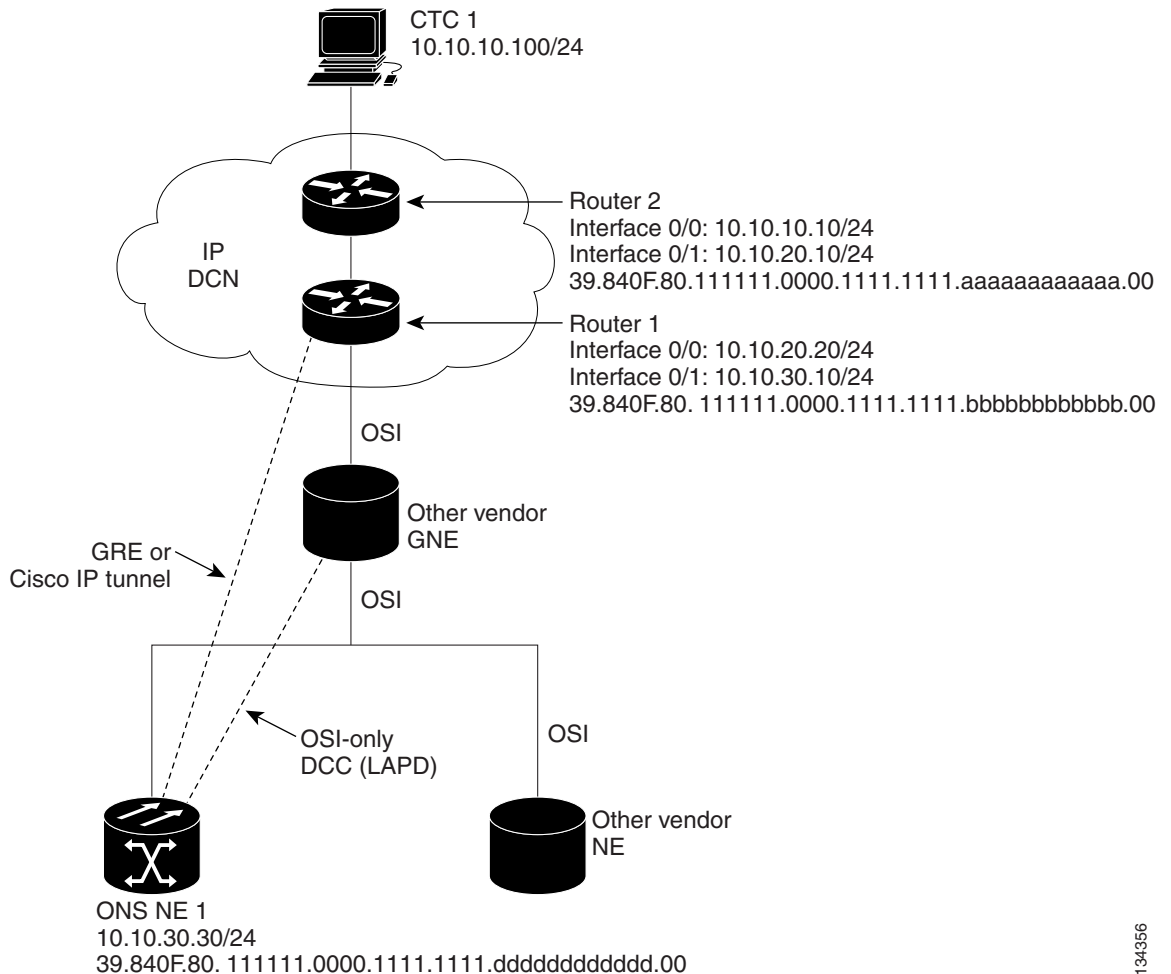 CTC 1
10.10.10.100/24
Router 2
Interface 0/0: 10.10.10.10/24
Interface 0/1: 10.10.20.10/24
39.840F.80.111111.0000.1111.1111.aaaaaaaaaaaa.00
IP
DCN
Router 1
Interface 0/0: 10.10.20.20/24
Interface 0/1: 10.10.30.10/24
39.840F.80. 111111.0000.1111.1111.bbbbbbbbbbbb.00
OSI
Other vendor
GNE
GRE or
Cisco IP tunnel
OSI
OSI-only
DCC (LAPD)
OSI
Other vendor
NE
ONS NE 1
10.10.30.30/24
39.840F.80. 111111.0000.1111.1111.dddddddddddd.00
134356